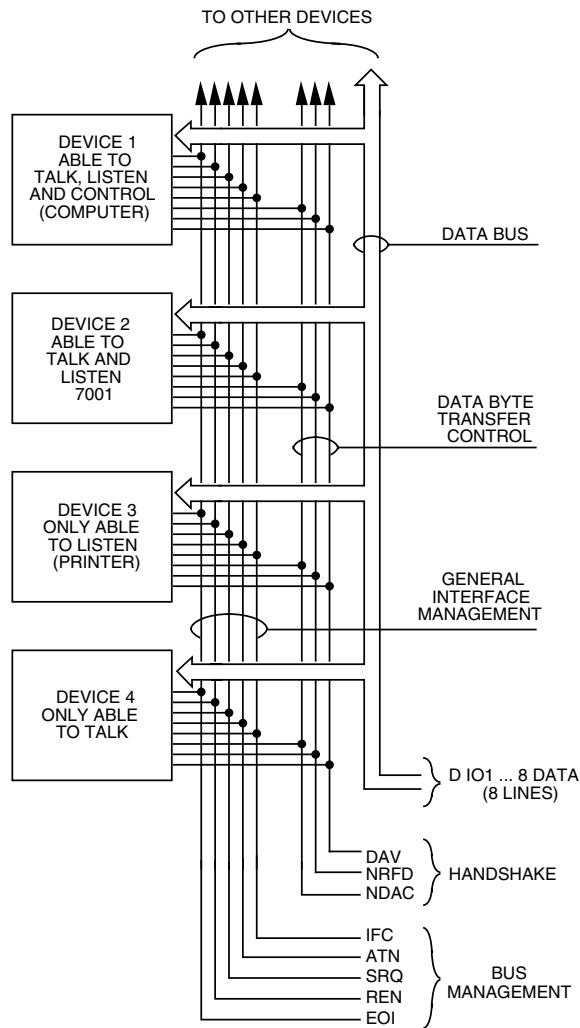 TO OTHER DEVICES
DEVICE 1
ABLE TO
TALK, LISTEN
AND CONTROL
(COMPUTER)
DATA BUS
DEVICE 2
ABLE TO
TALK AND
LISTEN
7001
DATA BYTE
TRANSFER
CONTROL
DEVICE 3
ONLY ABLE
TO LISTEN
(PRINTER)
GENERAL
INTERFACE
MANAGEMENT
DEVICE 4
ONLY ABLE
TO TALK
D IO1 ... 8 DATA
(8 LINES)
DAV
NRFD
NDAC
HANDSHAKE
IFC
ATN
SRQ
REN
EOI
BUS
MANAGEMENT